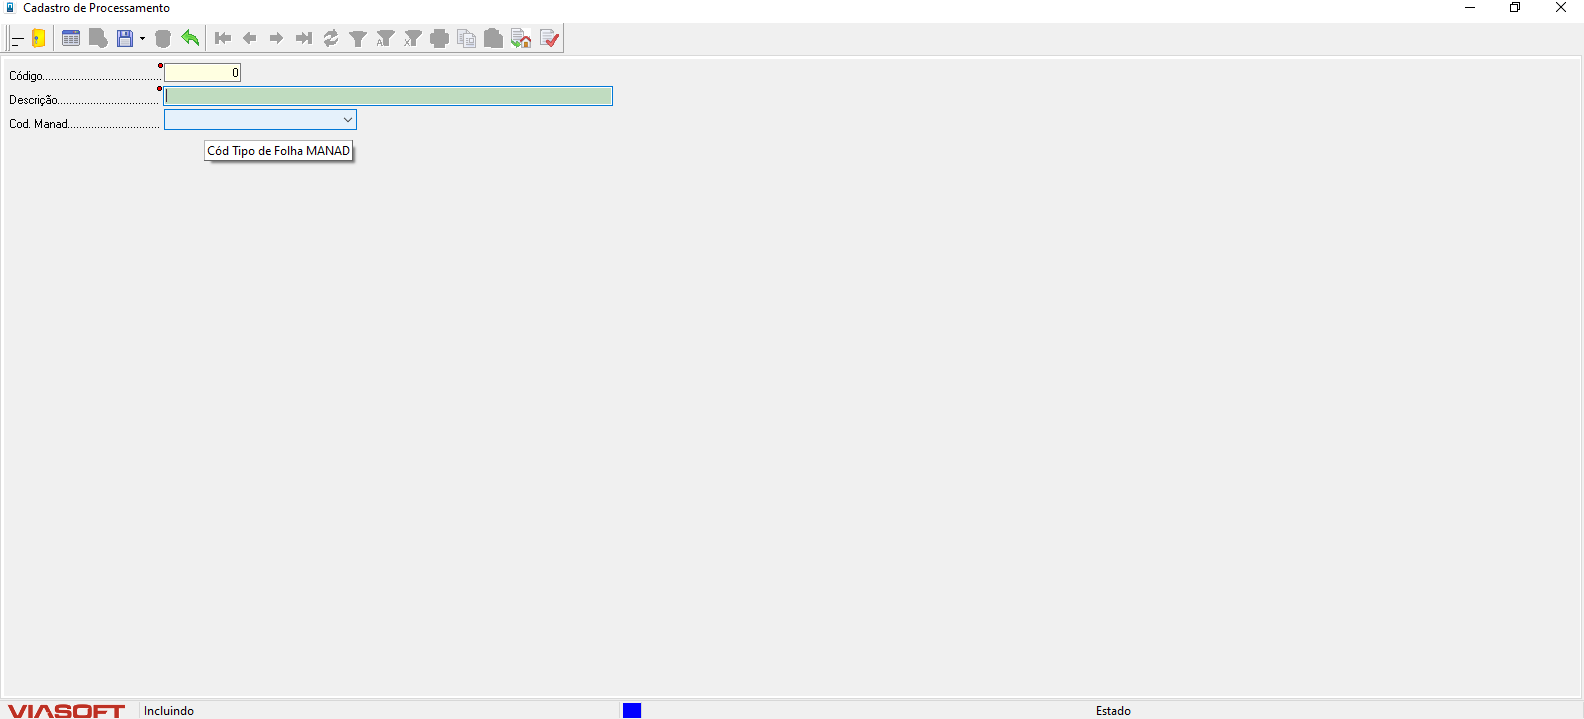 Cadastro de Processamento
Código........................................ 0
Descrição...................................
Cod. Manad...............................
Cód Tipo de Folha MANAD
VIASOFT Incluindo Estado